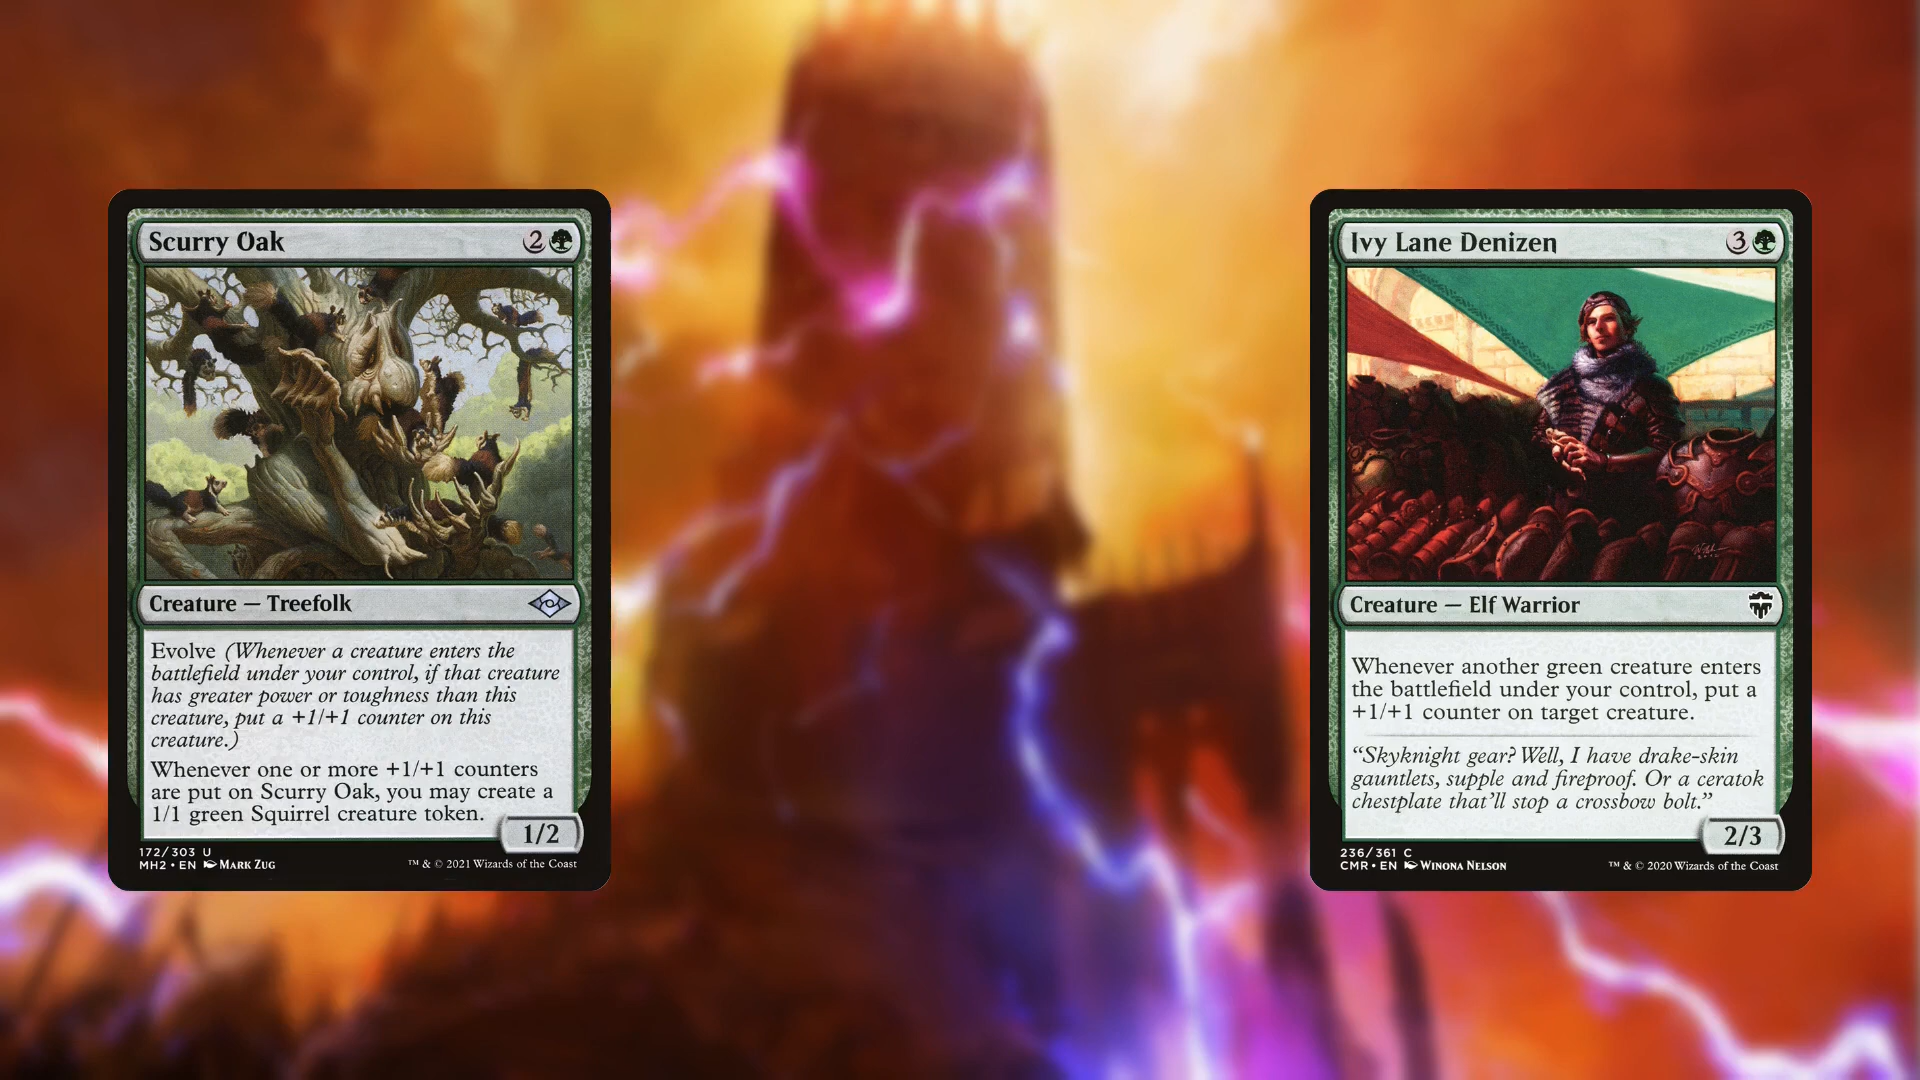 Scurry Oak
2
Creature — Treefolk
Evolve (Whenever a creature enters the
battlefield under your control, if that creature
has greater power or toughness than this
creature, put a +1/+1 counter on this
creature.)
Whenever one or more +1/+1 counters
are put on Scurry Oak, you may create a
1/1 green Squirrel creature token.
1/2
172/303 U
MH2 • EN MARK ZUG
™ & © 2021 Wizards of the Coast
Ivy Lane Denizen
3
Creature — Elf Warrior
Whenever another green creature enters
the battlefield under your control, put a
+1/+1 counter on target creature.
“Skyknight gear? Well, I have drake-skin
gauntlets, supple and fireproof. Or a ceratok
chestplate that’ll stop a crossbow bolt.”
2/3
236/361 C
CMR • EN WINONA NELSON
™ & © 2020 Wizards of the Coast